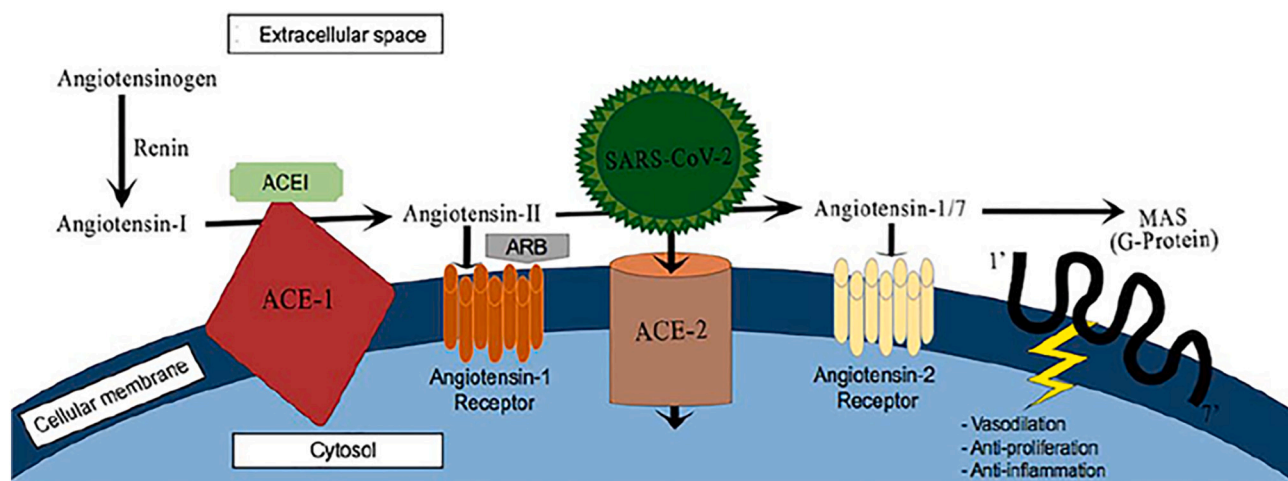 Extracellular space
Angiotensinogen
Renin
SARS-CoV-2
ACEI
Angiotensin-I
Angiotensin-II
Angiotensin-1/7
MAS
(G-Protein)
ARB
1’
ACE-1
ACE-2
Angiotensin-1
Receptor
Angiotensin-2
Receptor
Cellular membrane
7’
Cytosol
- Vasodilation
- Anti-proliferation
- Anti-inflammation